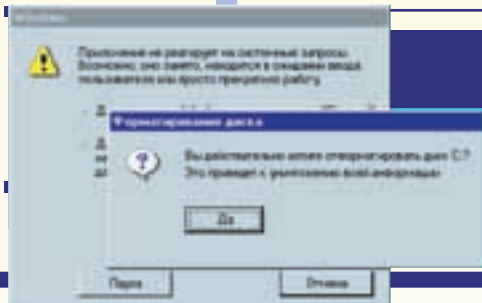 Приложение не реагирует на системные запросы.
Возможно, оно занято, находится в ожидании ввода
пользователя или просто прекратило работу.
Форматирование диска
Вы действительно хотите отформатировать диск C:?
Это приведет к уничтожению всей информации
Да
Отмена